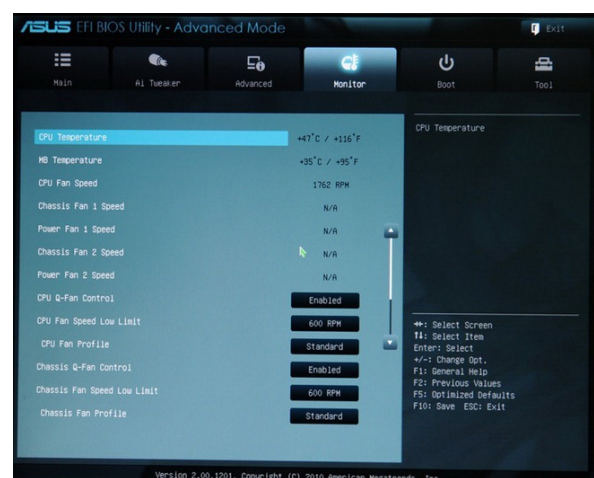 ASUS EFI BIOS Utility - Advanced Mode
Exit
Main
Ai Tweaker
Advanced
Monitor
Boot
Tool
CPU Temperature +47°C / +116°F
MB Temperature +35°C / +95°F
CPU Fan Speed 1762 RPM
Chassis Fan 1 Speed N/A
Power Fan 1 Speed N/A
Chassis Fan 2 Speed N/A
Power Fan 2 Speed N/A
CPU Q-Fan Control Enabled
CPU Fan Speed Low Limit 600 RPM
CPU Fan Profile Standard
Chassis Q-Fan Control Enabled
Chassis Fan Speed Low Limit 600 RPM
Chassis Fan Profile Standard
CPU Temperature
→←: Select Screen
↑↓: Select Item
Enter: Select
+/-: Change Opt.
F1: General Help
F2: Previous Values
F5: Optimized Defaults
F10: Save ESC: Exit
Version 2.00.1201. Copyright (C) 2010 American Megatrends, Inc.